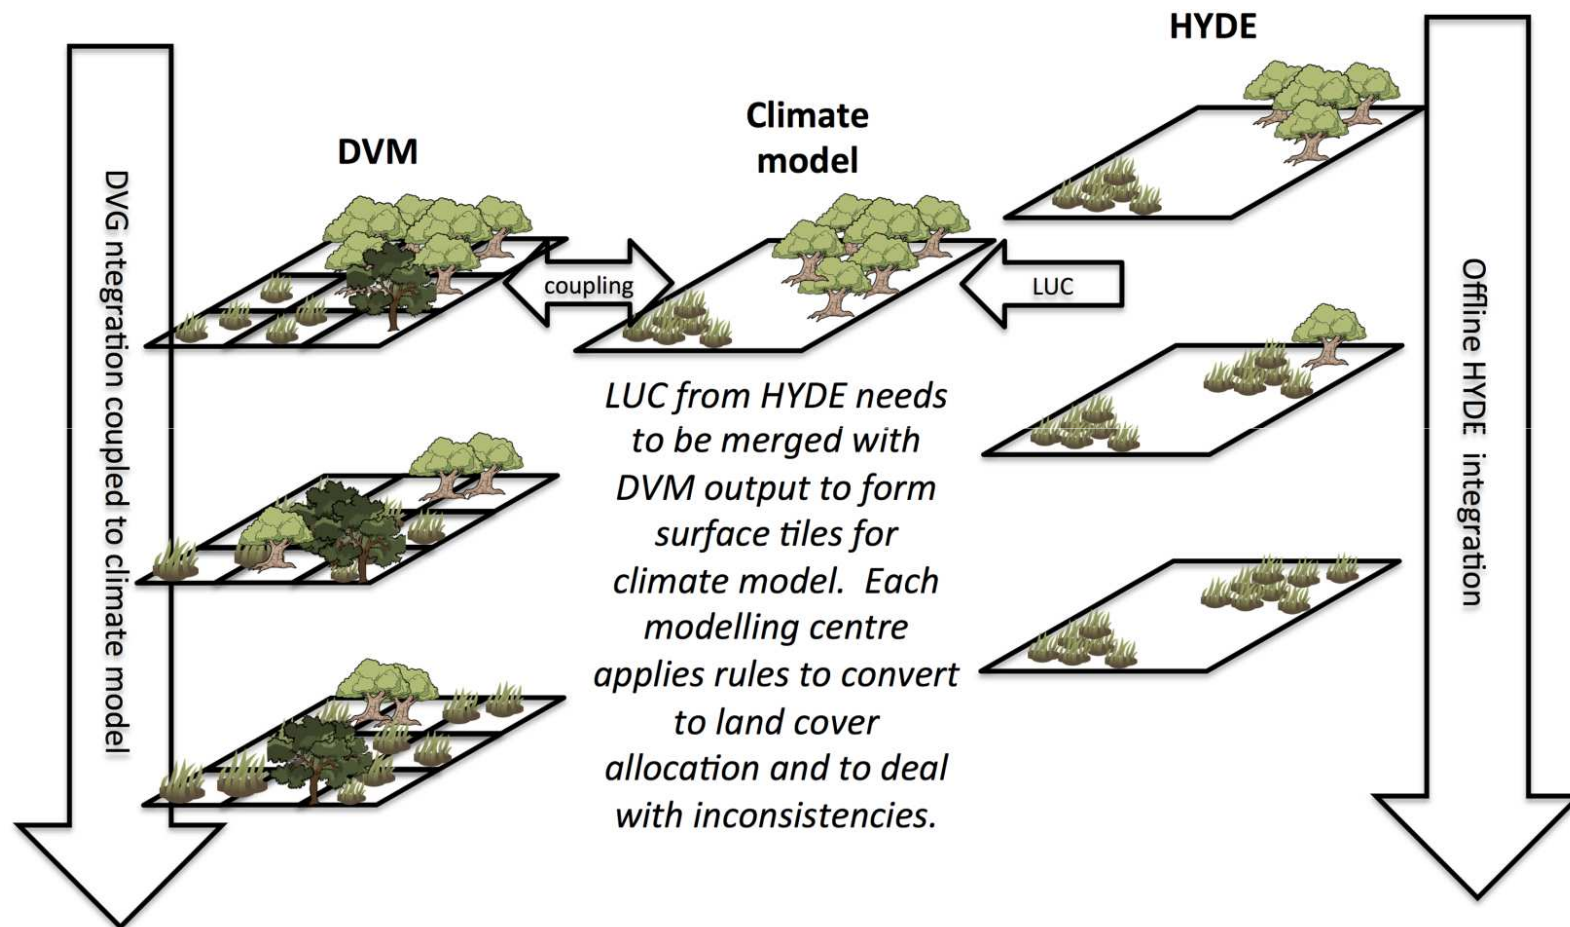 HYDE
Climate
model
DVM
DVG ntegration coupled to climate model
coupling
LUC
Offline HYDE integration
LUC from HYDE needs
to be merged with
DVM output to form
surface tiles for
climate model. Each
modelling centre
applies rules to convert
to land cover
allocation and to deal
with inconsistencies.